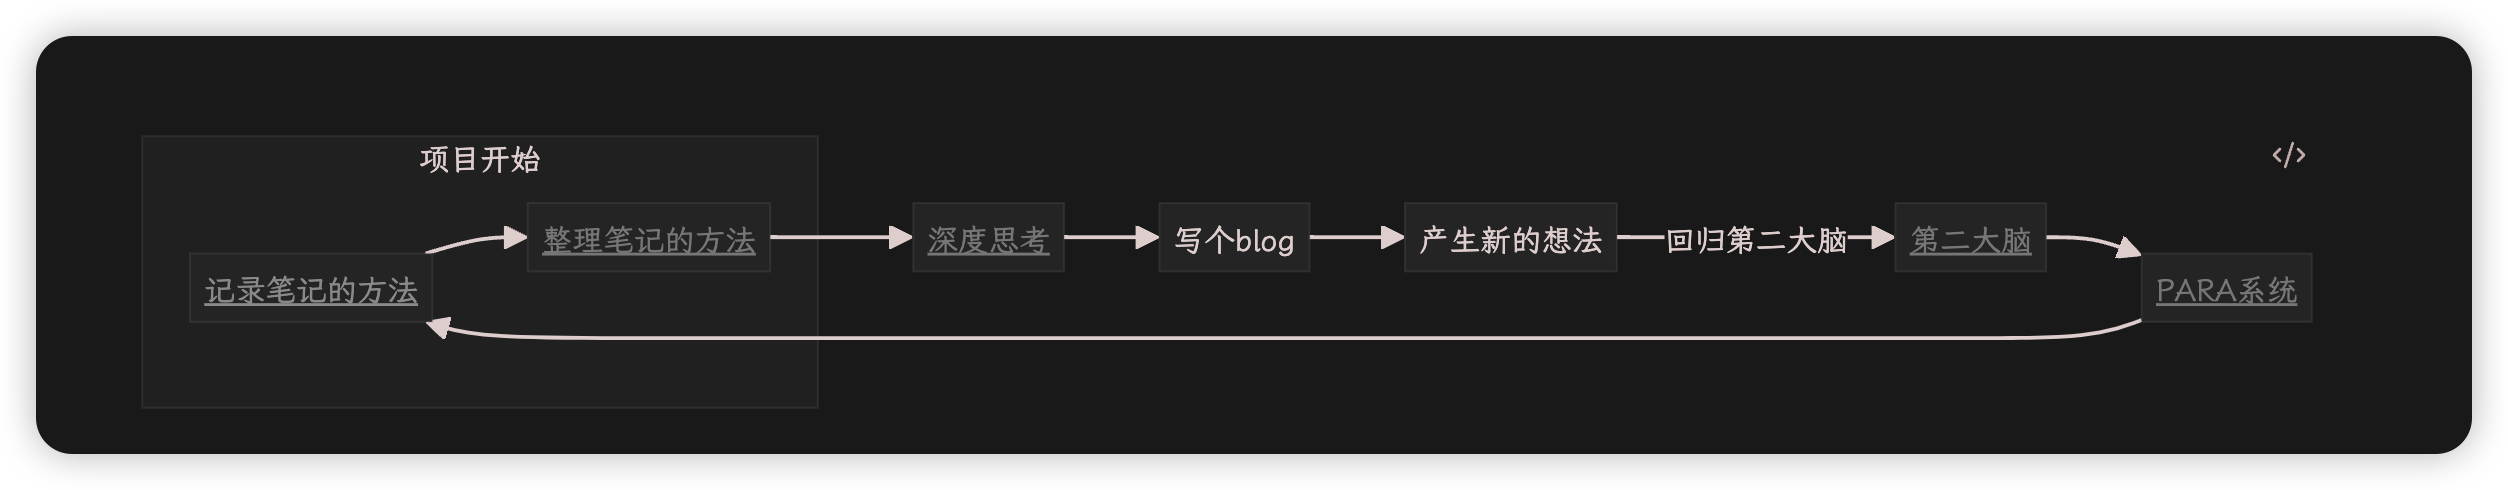 项目开始
</>
记录笔记的方法
整理笔记的方法
深度思考
写个blog
产生新的想法
回归第二大脑
第二大脑
PARA系统